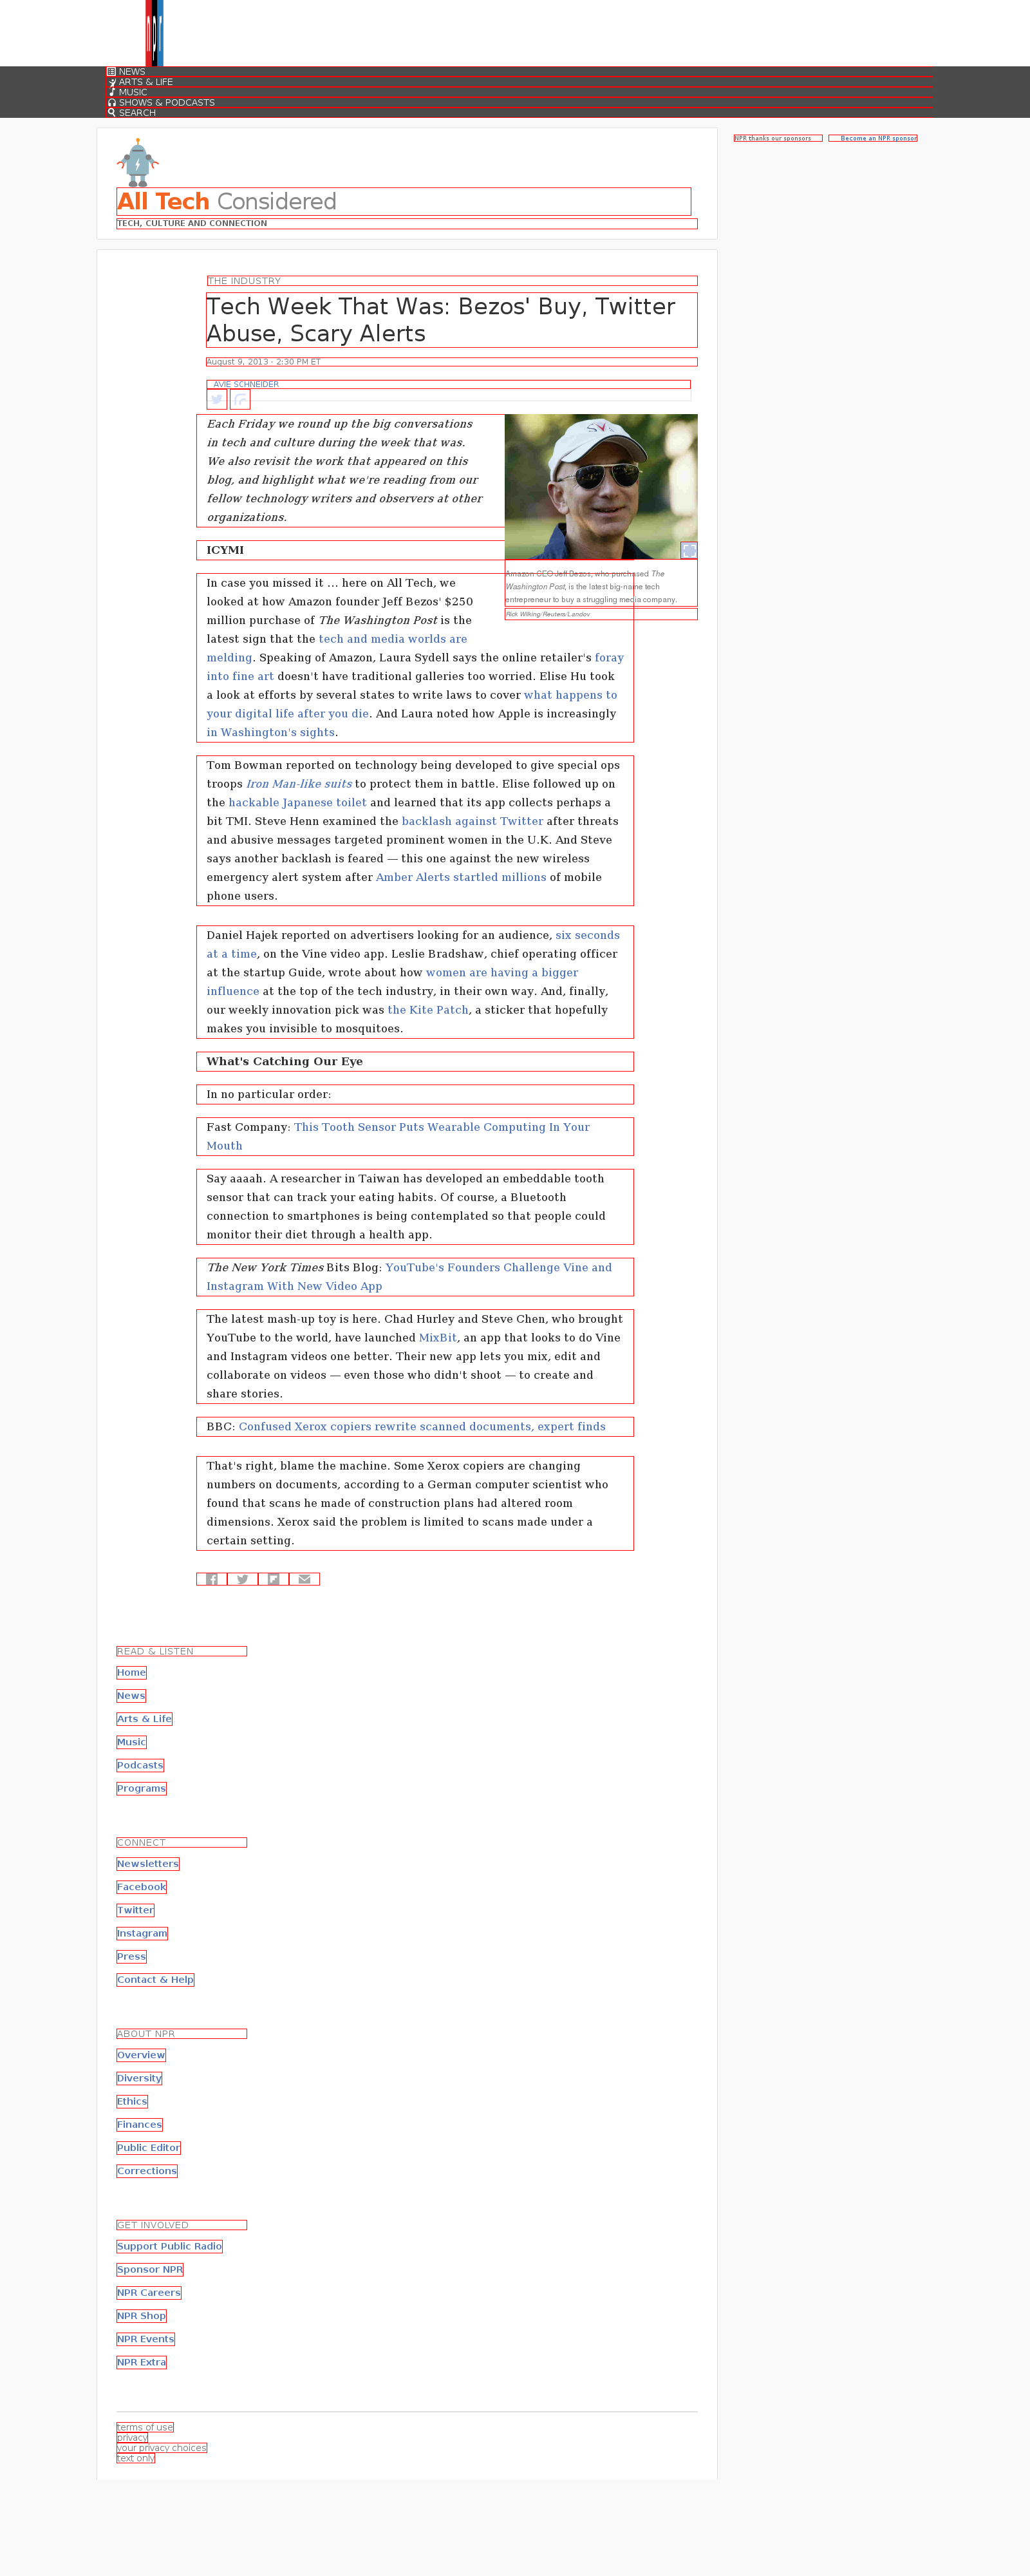 npr
NEWS
ARTS & LIFE
MUSIC
SHOWS & PODCASTS
SEARCH
NPR thanks our sponsors
Become an NPR sponsor
All Tech Considered
TECH, CULTURE AND CONNECTION
THE INDUSTRY
Tech Week That Was: Bezos' Buy, Twitter
Abuse, Scary Alerts
August 9, 2013 · 2:30 PM ET
AVIE SCHNEIDER
Each Friday we round up the big conversations
in tech and culture during the week that was.
We also revisit the work that appeared on this
blog, and highlight what we're reading from our
fellow technology writers and observers at other
organizations.
Amazon CEO Jeff Bezos, who purchased The
Washington Post, is the latest big-name tech
entrepreneur to buy a struggling media company.
Rick Wilking/Reuters/Landov
ICYMI
In case you missed it … here on All Tech, we
looked at how Amazon founder Jeff Bezos' $250
million purchase of The Washington Post is the
latest sign that the tech and media worlds are
melding. Speaking of Amazon, Laura Sydell says the online retailer's foray
into fine art doesn't have traditional galleries too worried. Elise Hu took
a look at efforts by several states to write laws to cover what happens to
your digital life after you die. And Laura noted how Apple is increasingly
in Washington's sights.
Tom Bowman reported on technology being developed to give special ops
troops Iron Man-like suits to protect them in battle. Elise followed up on
the hackable Japanese toilet and learned that its app collects perhaps a
bit TMI. Steve Henn examined the backlash against Twitter after threats
and abusive messages targeted prominent women in the U.K. And Steve
says another backlash is feared — this one against the new wireless
emergency alert system after Amber Alerts startled millions of mobile
phone users.
Daniel Hajek reported on advertisers looking for an audience, six seconds
at a time, on the Vine video app. Leslie Bradshaw, chief operating officer
at the startup Guide, wrote about how women are having a bigger
influence at the top of the tech industry, in their own way. And, finally,
our weekly innovation pick was the Kite Patch, a sticker that hopefully
makes you invisible to mosquitoes.
What's Catching Our Eye
In no particular order:
Fast Company: This Tooth Sensor Puts Wearable Computing In Your
Mouth
Say aaaah. A researcher in Taiwan has developed an embeddable tooth
sensor that can track your eating habits. Of course, a Bluetooth
connection to smartphones is being contemplated so that people could
monitor their diet through a health app.
The New York Times Bits Blog: YouTube's Founders Challenge Vine and
Instagram With New Video App
The latest mash-up toy is here. Chad Hurley and Steve Chen, who brought
YouTube to the world, have launched MixBit, an app that looks to do Vine
and Instagram videos one better. Their new app lets you mix, edit and
collaborate on videos — even those who didn't shoot — to create and
share stories.
BBC: Confused Xerox copiers rewrite scanned documents, expert finds
That's right, blame the machine. Some Xerox copiers are changing
numbers on documents, according to a German computer scientist who
found that scans he made of construction plans had altered room
dimensions. Xerox said the problem is limited to scans made under a
certain setting.
READ & LISTEN
Home
News
Arts & Life
Music
Podcasts
Programs
CONNECT
Newsletters
Facebook
Twitter
Instagram
Press
Contact & Help
ABOUT NPR
Overview
Diversity
Ethics
Finances
Public Editor
Corrections
GET INVOLVED
Support Public Radio
Sponsor NPR
NPR Careers
NPR Shop
NPR Events
NPR Extra
terms of use
privacy
your privacy choices
text only